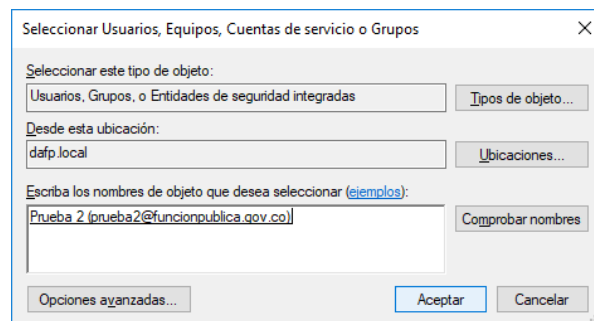 Seleccionar Usuarios, Equipos, Cuentas de servicio o Grupos
Seleccionar este tipo de objeto:
Usuarios, Grupos, o Entidades de seguridad integradas
Tipos de objeto...
Desde esta ubicación:
dafp.local
Ubicaciones...
Escriba los nombres de objeto que desea seleccionar (ejemplos):
Prueba 2 (prueba2@funcionpublica.gov.co)
Comprobar nombres
Opciones avanzadas...
Aceptar
Cancelar